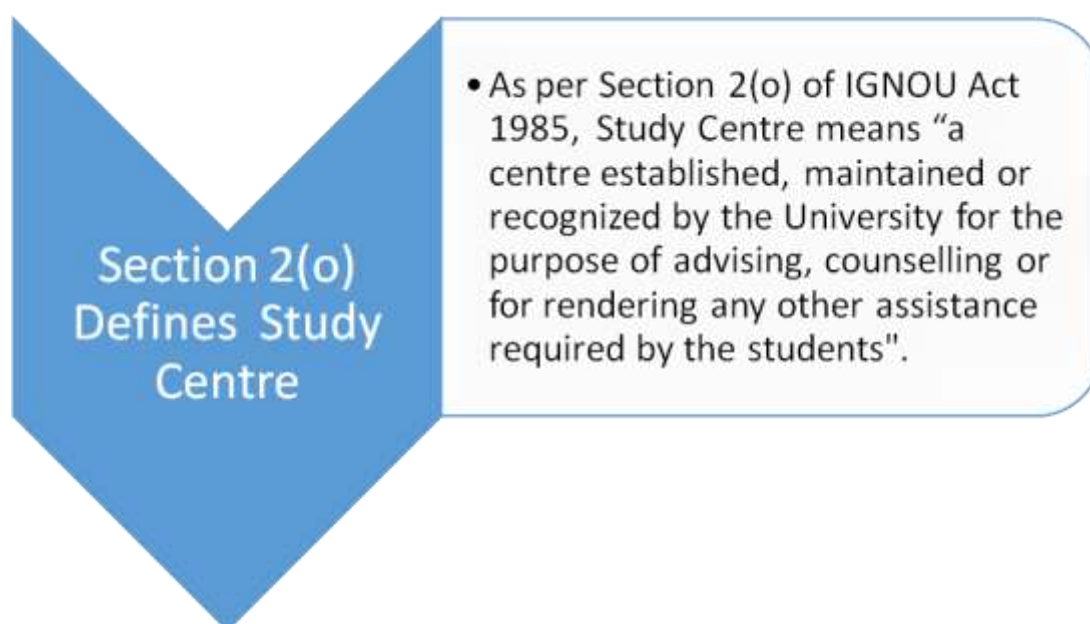 Section 2(o)
Defines Study
Centre
• As per Section 2(o) of IGNOU Act
1985, Study Centre means “a
centre established, maintained or
recognized by the University for the
purpose of advising, counselling or
for rendering any other assistance
required by the students".